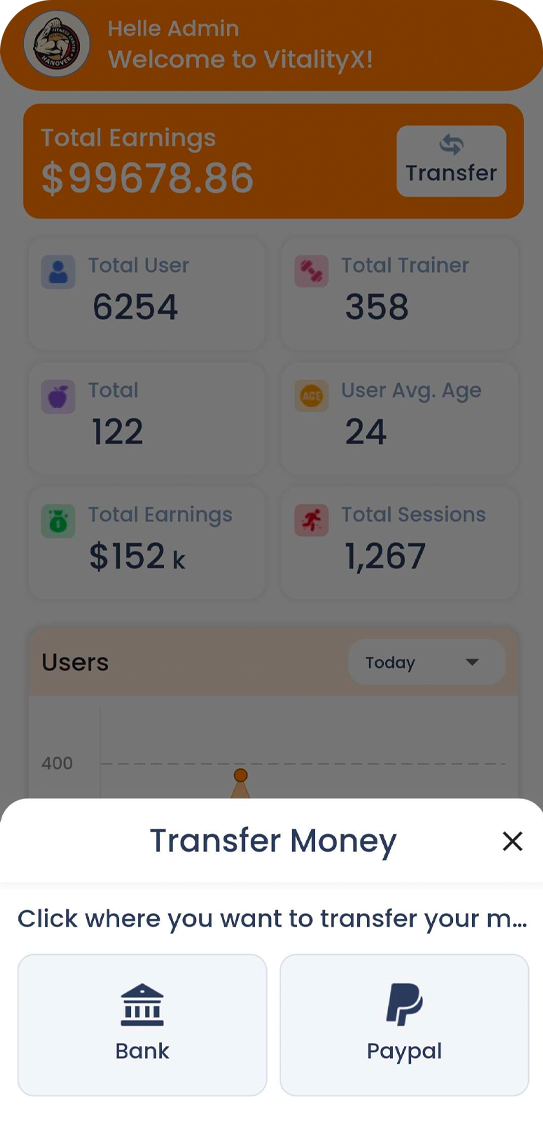 Helle Admin
Welcome to VitalityX!
HANOVER
Total Earnings
$99678.86
Transfer
Total User
6254
Total Trainer
358
Total
122
AGE
User Avg. Age
24
Total Earnings
$152 k
Total Sessions
1,267
Users
Today
400
Transfer Money
Click where you want to transfer your m...
Bank
Paypal